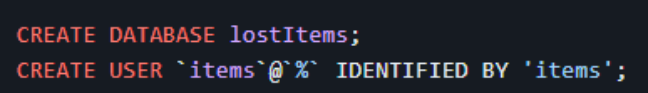 CREATE DATABASE lostItems;
CREATE USER `items`@`%` IDENTIFIED BY 'items';